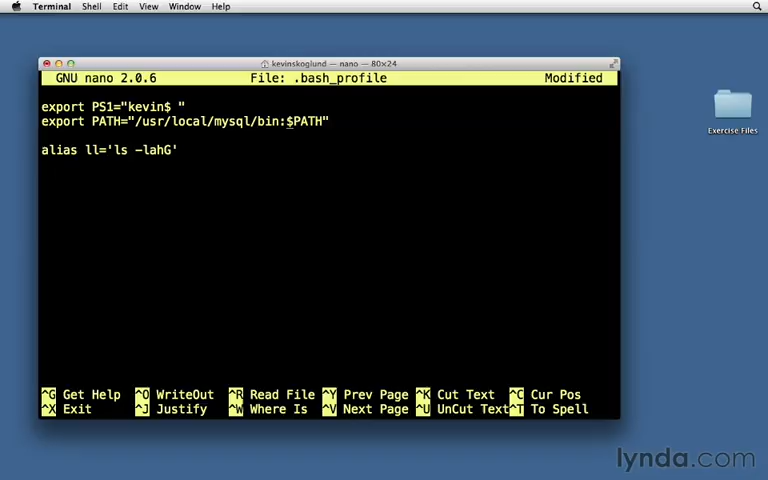 Terminal Shell Edit View Window Help
kevinskoglund — nano — 80×24
GNU nano 2.0.6 File: .bash_profile Modified
export PS1="kevin$ "
export PATH="/usr/local/mysql/bin:$PATH"
alias ll='ls -lahG'
^G Get Help ^O WriteOut ^R Read File ^Y Prev Page ^K Cut Text ^C Cur Pos
^X Exit ^J Justify ^W Where Is ^V Next Page ^U UnCut Text ^T To Spell
Exercise Files
lynda.com